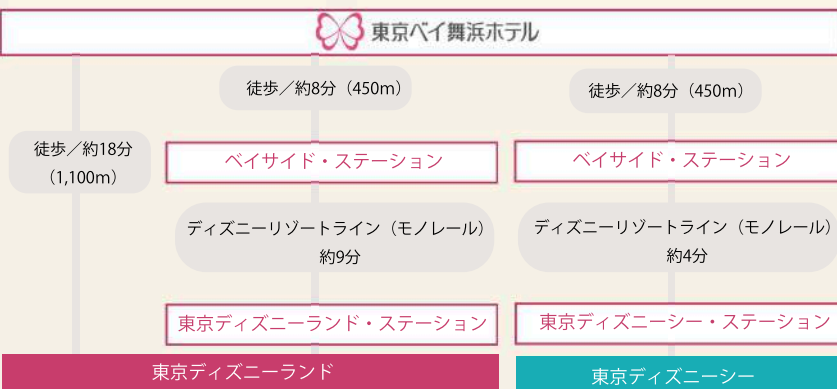 東京ベイ舞浜ホテル
徒歩／約18分
（1,100m）
徒歩／約8分（450m）
ベイサイド・ステーション
ディズニーリゾートライン（モノレール）
約9分
東京ディズニーランド・ステーション
東京ディズニーランド
徒歩／約8分（450m）
ベイサイド・ステーション
ディズニーリゾートライン（モノレール）
約4分
東京ディズニーシー・ステーション
東京ディズニーシー